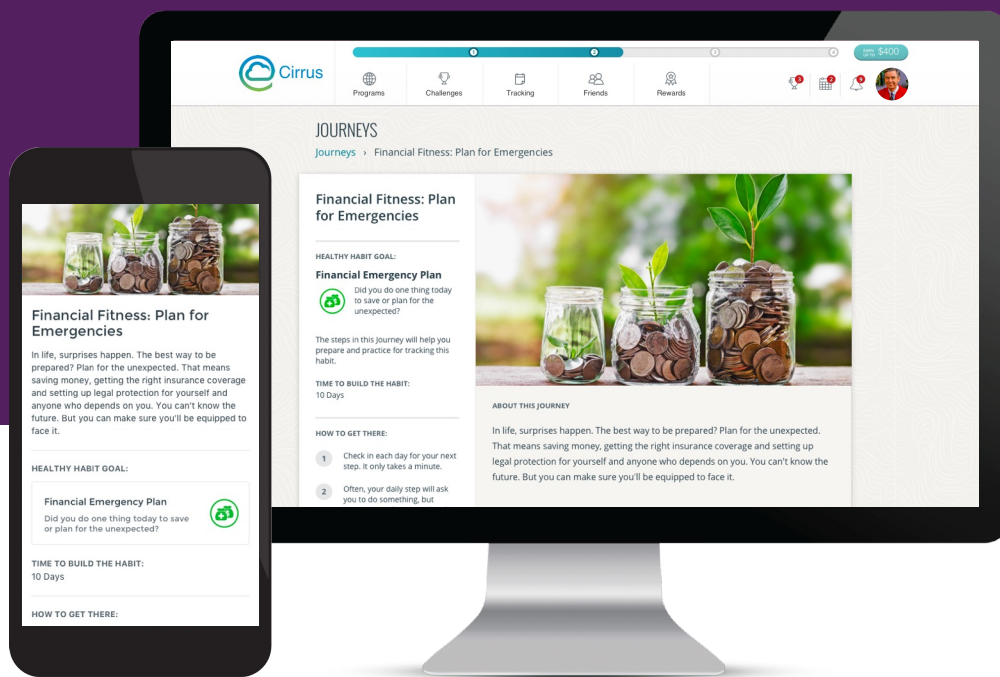 1 2 3 4
EARN UP TO $400
Cirrus
Programs Challenges Tracking Friends Rewards
3 2 5
JOURNEYS
Journeys › Financial Fitness: Plan for Emergencies
Financial Fitness: Plan
for Emergencies
HEALTHY HABIT GOAL:
Financial Emergency Plan
Did you do one thing today
to save or plan for the
unexpected?
The steps in this Journey will help you
prepare and practice for tracking this
habit.
TIME TO BUILD THE HABIT:
10 Days
HOW TO GET THERE:
1 Check in each day for your next
step. It only takes a minute.
2 Often, your daily step will ask
you to do something, but
ABOUT THIS JOURNEY
In life, surprises happen. The best way to be prepared? Plan for the unexpected.
That means saving money, getting the right insurance coverage and setting up
legal protection for yourself and anyone who depends on you. You can't know the
future. But you can make sure you'll be equipped to face it.
Financial Fitness: Plan for
Emergencies
In life, surprises happen. The best way to be
prepared? Plan for the unexpected. That means
saving money, getting the right insurance coverage
and setting up legal protection for yourself and
anyone who depends on you. You can't know the
future. But you can make sure you'll be equipped to
face it.
HEALTHY HABIT GOAL:
Financial Emergency Plan
Did you do one thing today to save
or plan for the unexpected?
TIME TO BUILD THE HABIT:
10 Days
HOW TO GET THERE: